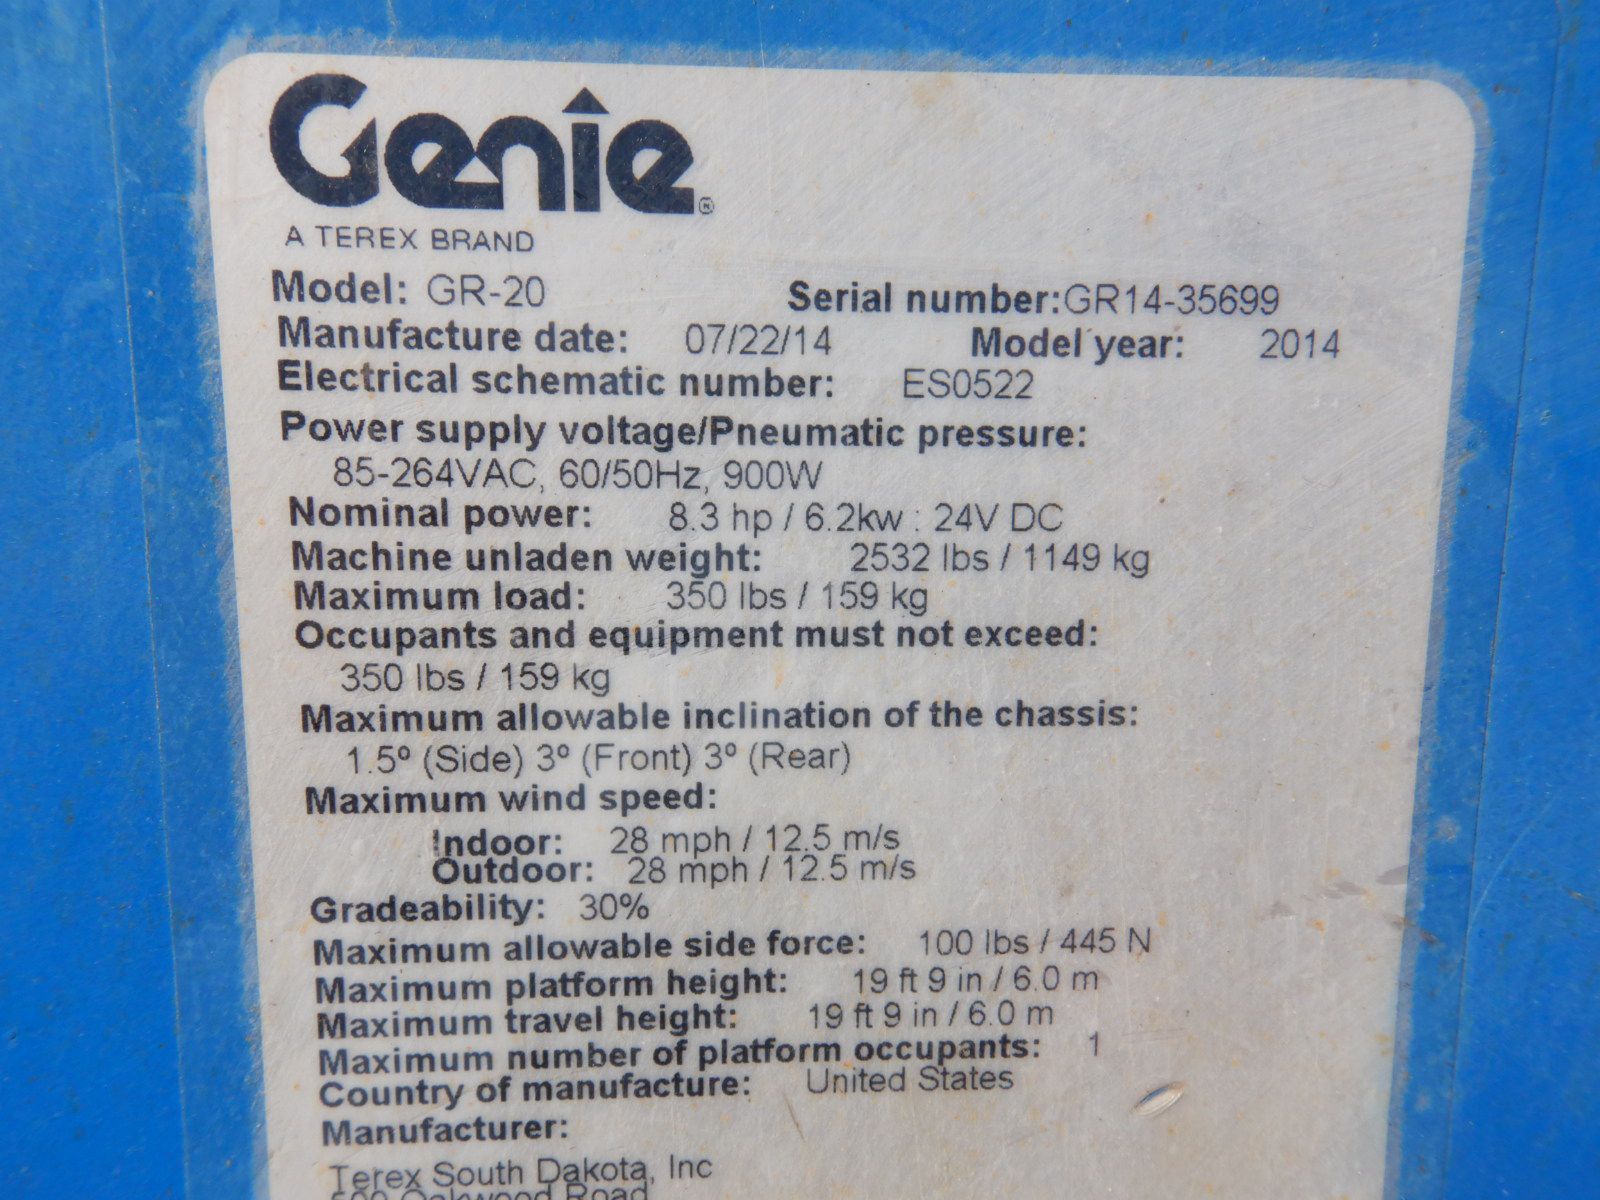 Genie®
A TEREX BRAND
Model: GR-20 Serial number:GR14-35699
Manufacture date: 07/22/14 Model year: 2014
Electrical schematic number: ES0522
Power supply voltage/Pneumatic pressure:
85-264VAC, 60/50Hz, 900W
Nominal power: 8.3 hp / 6.2kw : 24V DC
Machine unladen weight: 2532 lbs / 1149 kg
Maximum load: 350 lbs / 159 kg
Occupants and equipment must not exceed:
350 lbs / 159 kg
Maximum allowable inclination of the chassis:
1.5º (Side) 3º (Front) 3º (Rear)
Maximum wind speed:
Indoor: 28 mph / 12.5 m/s
Outdoor: 28 mph / 12.5 m/s
Gradeability: 30%
Maximum allowable side force: 100 lbs / 445 N
Maximum platform height: 19 ft 9 in / 6.0 m
Maximum travel height: 19 ft 9 in / 6.0 m
Maximum number of platform occupants: 1
Country of manufacture: United States
Manufacturer:
Terex South Dakota, Inc
500 Oakwood Road